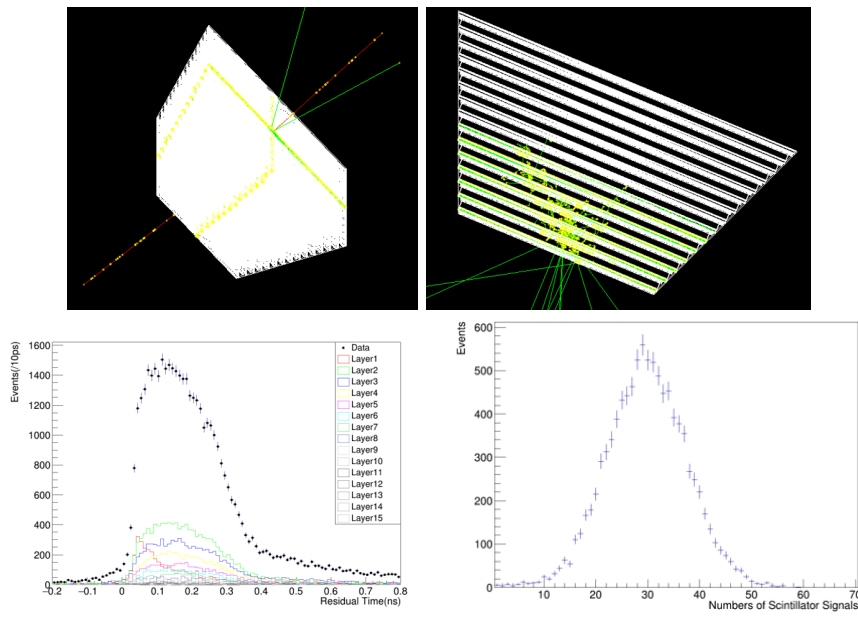 Events(/10ps)
1600
1400
1200
1000
800
600
400
200
0
−0.2
−0.1
0
0.1
0.2
0.3
0.4
0.5
0.6
0.7
0.8
Residual Time(ns)
Data
Layer1
Layer2
Layer3
Layer4
Layer5
Layer6
Layer7
Layer8
Layer9
Layer10
Layer11
Layer12
Layer13
Layer14
Layer15
Events
600
500
400
300
200
100
0
10
20
30
40
50
60
70
Numbers of Scintillator Signals